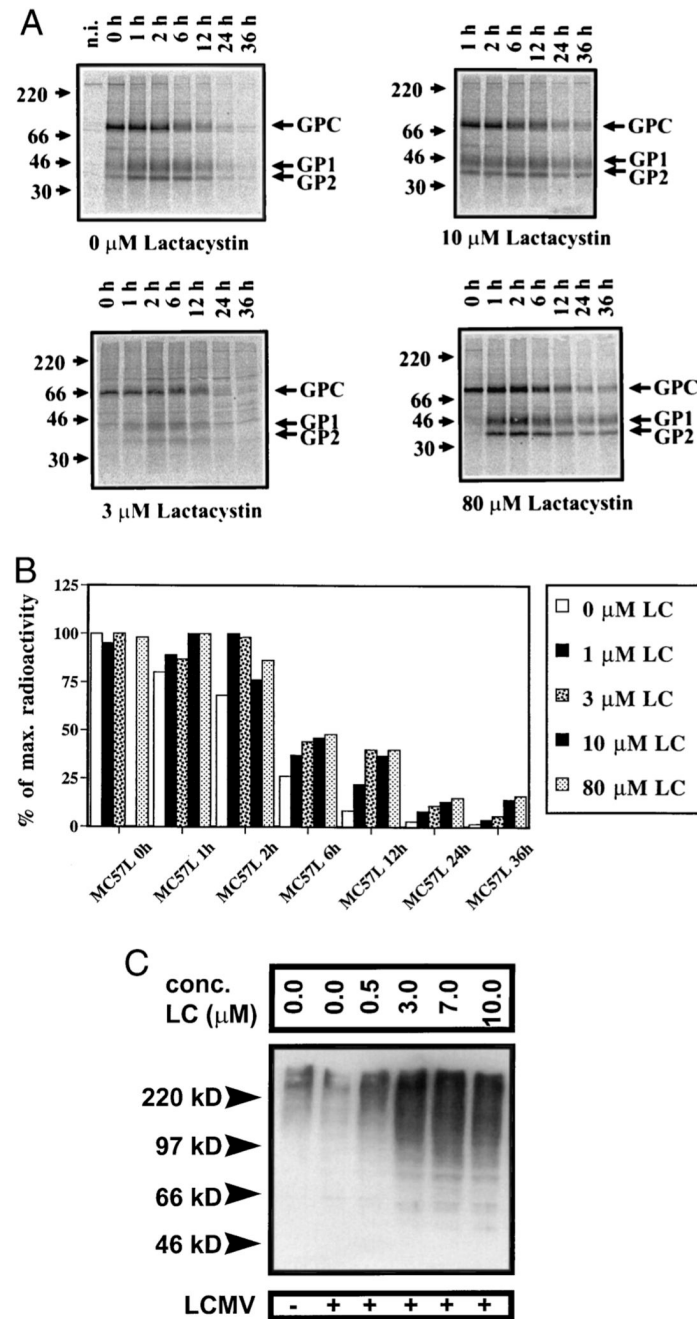 A
n.i. 0 h 1 h 2 h 6 h 12 h 24 h 36 h
220
66
46
30
GPC
GP1
GP2
0 μM Lactacystin
1 h 2 h 6 h 12 h 24 h 36 h
220
66
46
30
GPC
GP1
GP2
10 μM Lactacystin
0 h 1 h 2 h 6 h 12 h 24 h 36 h
220
66
46
30
GPC
GP1
GP2
3 μM Lactacystin
0 h 1 h 2 h 6 h 12 h 24 h 36 h
220
66
46
30
GPC
GP1
GP2
80 μM Lactacystin
B
% of max. radioactivity
125
100
75
50
25
0
MC57L 0h
MC57L 1h
MC57L 2h
MC57L 6h
MC57L 12h
MC57L 24h
MC57L 36h
0 μM LC
1 μM LC
3 μM LC
10 μM LC
80 μM LC
C
conc.
LC (μM)
0.0 0.0 0.5 3.0 7.0 10.0
220 kD
97 kD
66 kD
46 kD
LCMV - + + + + +